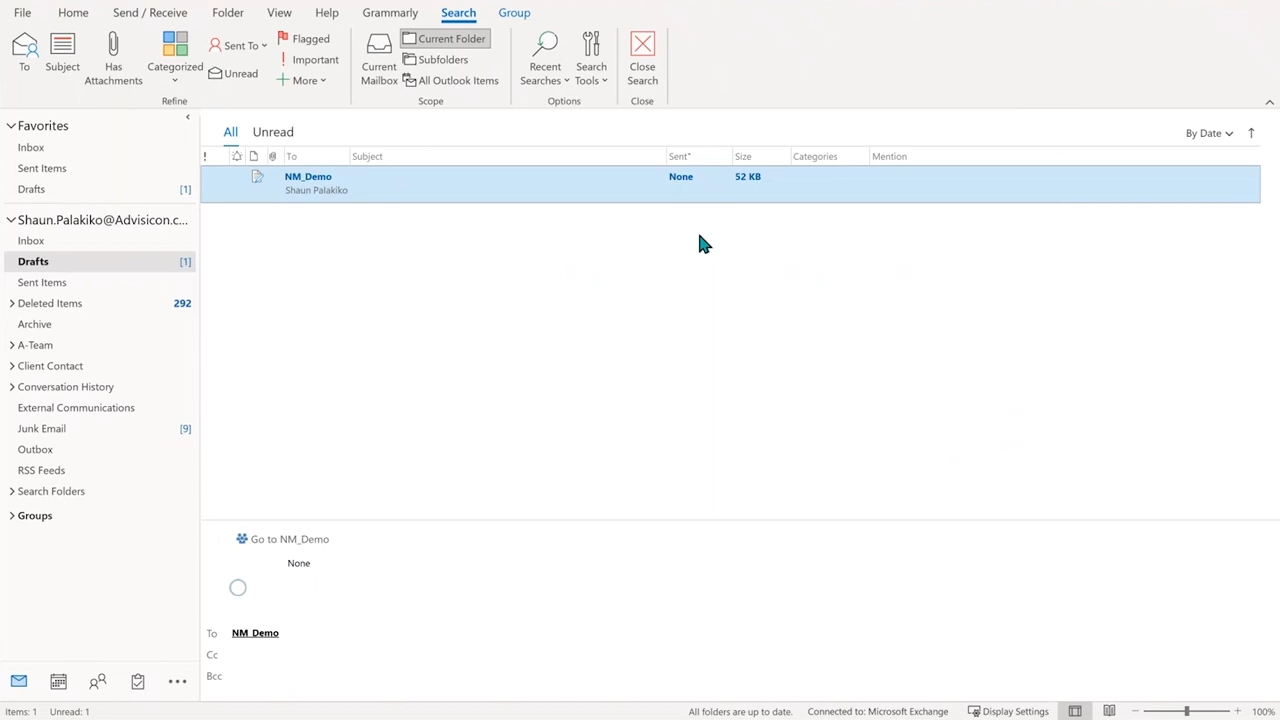 File Home Send / Receive Folder View Help Grammarly Search Group
To
Subject
Has Attachments
Categorized
Sent To
Unread
Flagged
Important
More
Refine
Current Mailbox
Current Folder
Subfolders
All Outlook Items
Scope
Recent Searches
Search Tools
Options
Close Search
Close
Favorites
Inbox
Sent Items
Drafts [1]
Shaun.Palakiko@Advisicon.c...
Inbox
Drafts [1]
Sent Items
Deleted Items 292
Archive
A-Team
Client Contact
Conversation History
External Communications
Junk Email [9]
Outbox
RSS Feeds
Search Folders
Groups
All Unread By Date
! To Subject Sent Size Categories Mention
NM_Demo None 52 KB
Shaun Palakiko
Go to NM_Demo
None
To NM_Demo
Cc
Bcc
Items: 1 Unread: 1 All folders are up to date. Connected to: Microsoft Exchange Display Settings 100%